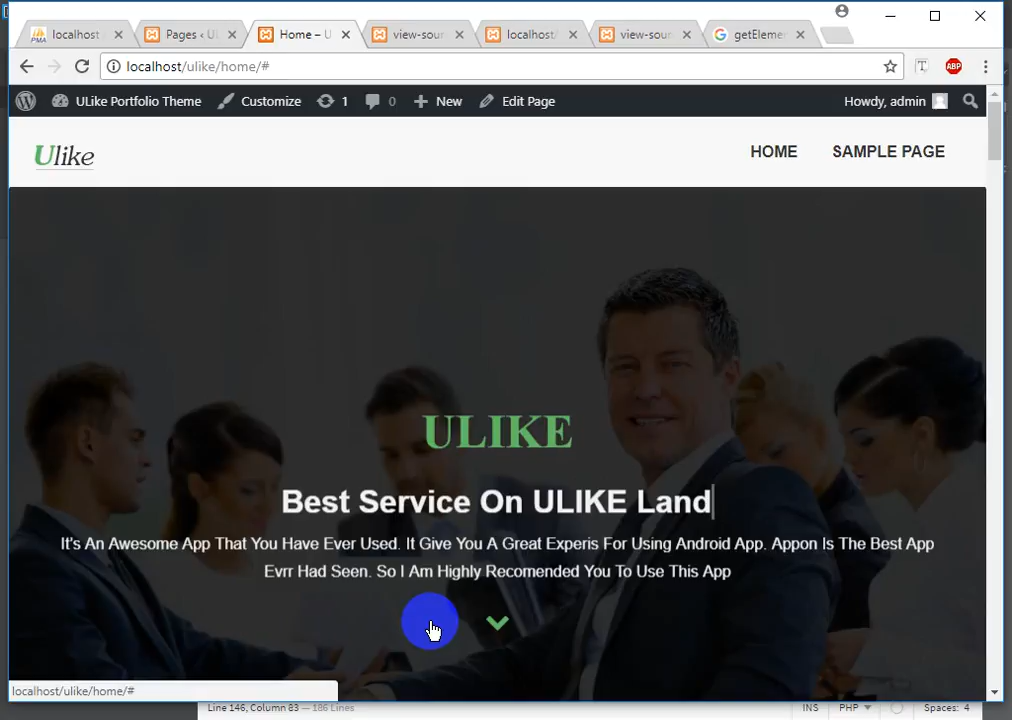 localhost
Pages ‹ UL
Home – U
view-sour
localhost/
view-sour
getElemen
localhost/ulike/home/#
T
ABP
ULike Portfolio Theme
Customize
1
0
New
Edit Page
Howdy, admin
Ulike
HOME
SAMPLE PAGE
ULIKE
Best Service On ULIKE Land
It's An Awesome App That You Have Ever Used. It Give You A Great Experis For Using Android App. Appon Is The Best App
Evrr Had Seen. So I Am Highly Recomended You To Use This App
localhost/ulike/home/#
Line 146, Column 83 — 186 Lines
INS
PHP
Spaces: 4